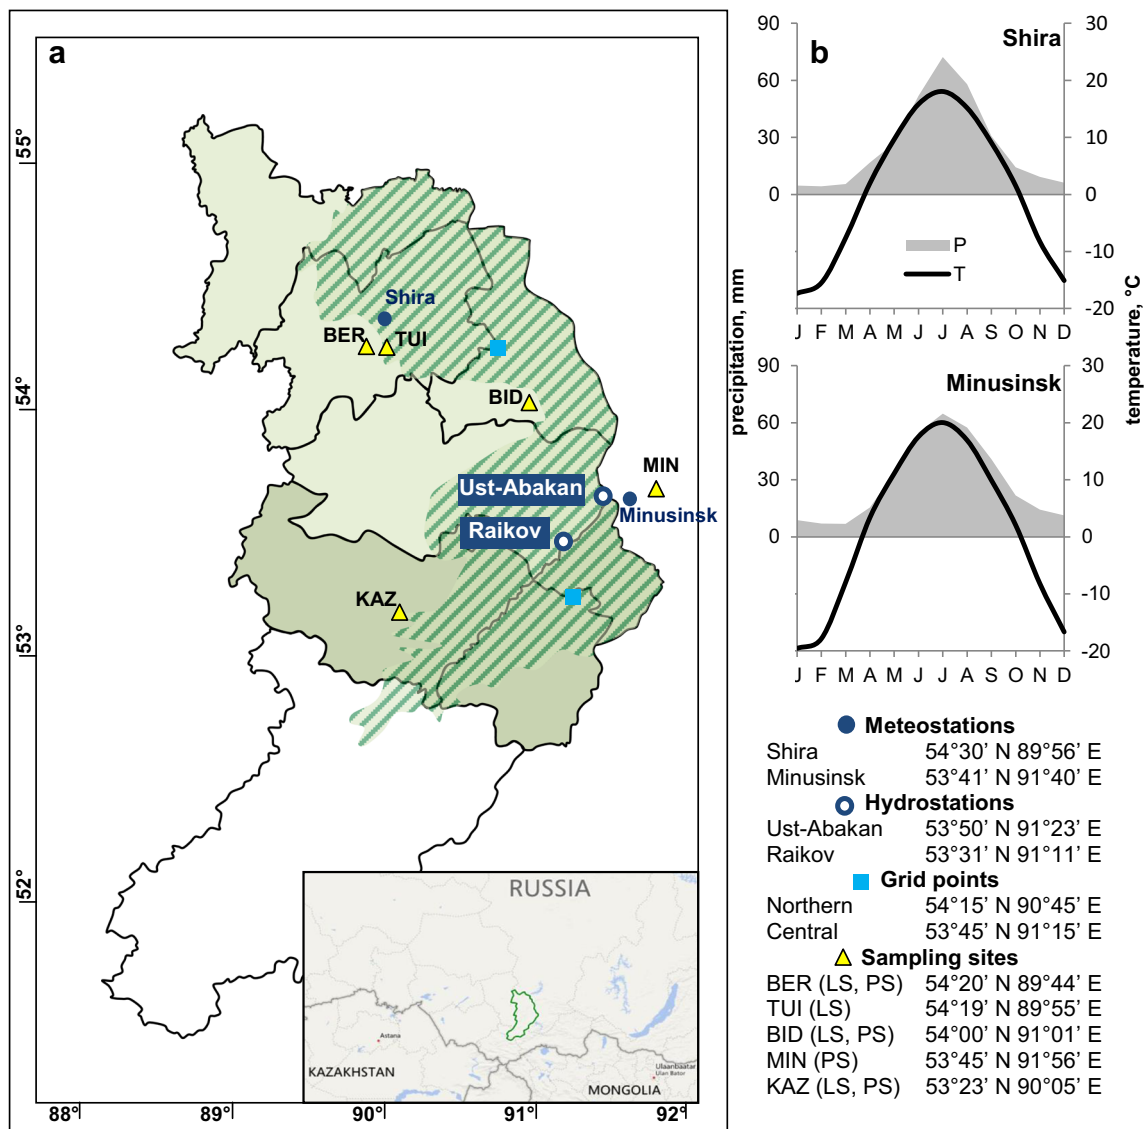 a
55°
54°
53°
52°
88°
89°
90°
91°
92°
Shira
BER
TUI
BID
MIN
Ust-Abakan
Minusinsk
Raikov
KAZ
RUSSIA
Astana
KAZAKHSTAN
Ulaanbaatar
Ulan Bator
MONGOLIA
b
Shira
90
60
30
0
30
20
10
0
-10
-20
P
T
J F M A M J J A S O N D
precipitation, mm
temperature, °C
Minusinsk
90
60
30
0
30
20
10
0
-10
-20
J F M A M J J A S O N D
Meteostations
Shira 54°30’ N 89°56’ E
Minusinsk 53°41’ N 91°40’ E
Hydrostations
Ust-Abakan 53°50’ N 91°23’ E
Raikov 53°31’ N 91°11’ E
Grid points
Northern 54°15’ N 90°45’ E
Central 53°45’ N 91°15’ E
Sampling sites
BER (LS, PS) 54°20’ N 89°44’ E
TUI (LS) 54°19’ N 89°55’ E
BID (LS, PS) 54°00’ N 91°01’ E
MIN (PS) 53°45’ N 91°56’ E
KAZ (LS, PS) 53°23’ N 90°05’ E